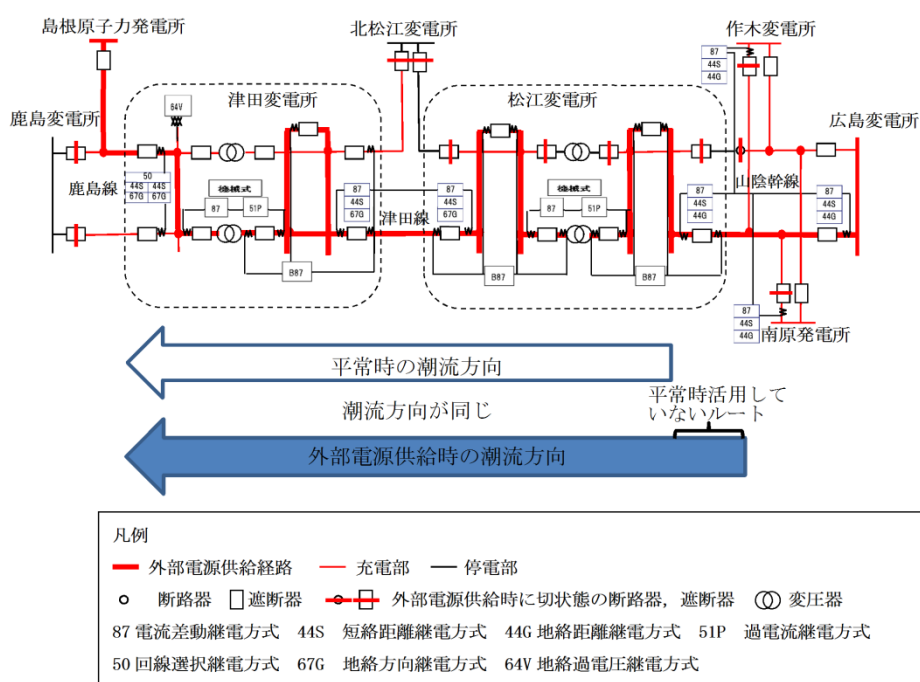 島根原子力発電所
北松江変電所
作木変電所
87
44S
44G
64V
津田変電所
松江変電所
鹿島変電所
広島変電所
50
44S 44S
67G 67G
機械式
87 51P
87
44S
67G
87
44S
67G
機械式
87 51P
87
44S
44G
87
44S
44G
鹿島線
津田線
山陰幹線
B87
B87
B87
87
44S
44G
南原発電所
平常時の潮流方向
平常時活用して
いないルート
潮流方向が同じ
外部電源供給時の潮流方向
凡例
外部電源供給経路 充電部 停電部
断路器 遮断器 外部電源供給時に切状態の断路器，遮断器 変圧器
87 電流差動継電方式 44S 短絡距離継電方式 44G 地絡距離継電方式 51P 過電流継電方式
50 回線選択継電方式 67G 地絡方向継電方式 64V 地絡過電圧継電方式